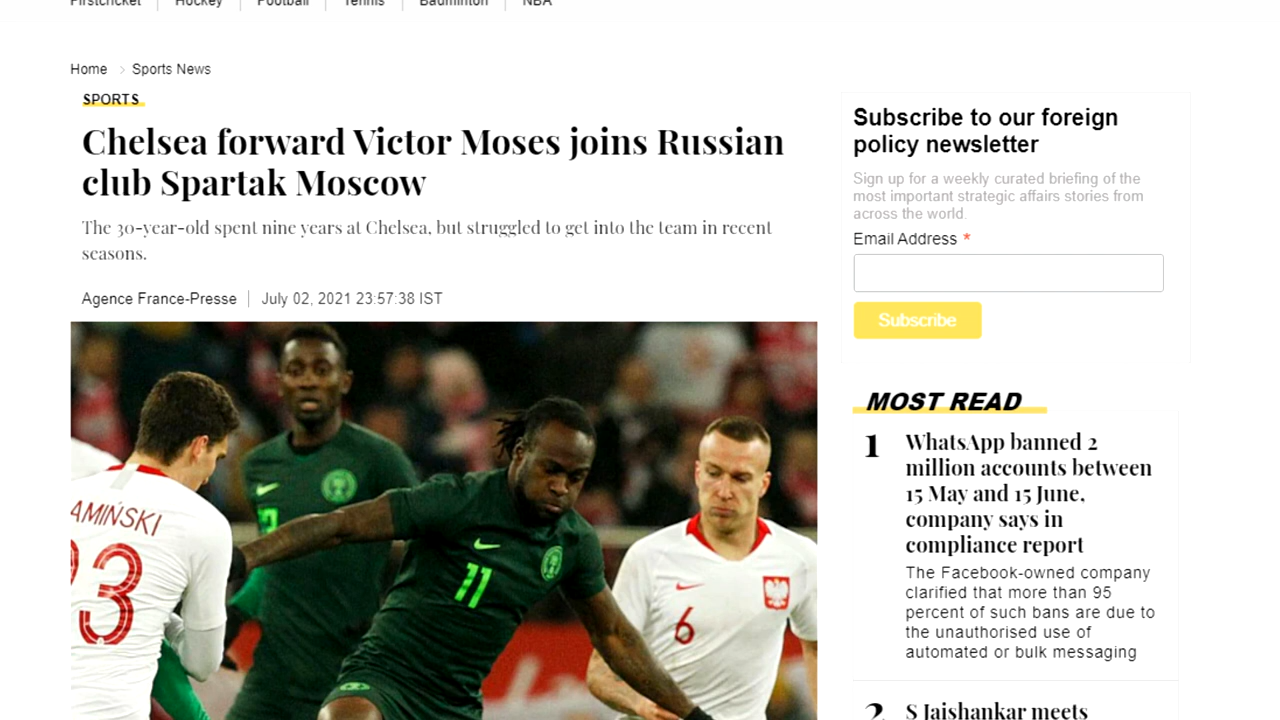 Firstcricket Hockey Football Tennis Badminton NBA
Home > Sports News
SPORTS
Chelsea forward Victor Moses joins Russian
club Spartak Moscow
The 30-year-old spent nine years at Chelsea, but struggled to get into the team in recent
seasons.
Agence France-Presse | July 02, 2021 23:57:38 IST
AMIŃSKI
23
11
6
Subscribe to our foreign
policy newsletter
Sign up for a weekly curated briefing of the
most important strategic affairs stories from
across the world.
Email Address *
Subscribe
MOST READ
1 WhatsApp banned 2
million accounts between
15 May and 15 June,
company says in
compliance report
The Facebook-owned company
clarified that more than 95
percent of such bans are due to
the unauthorised use of
automated or bulk messaging
2 S Jaishankar meets